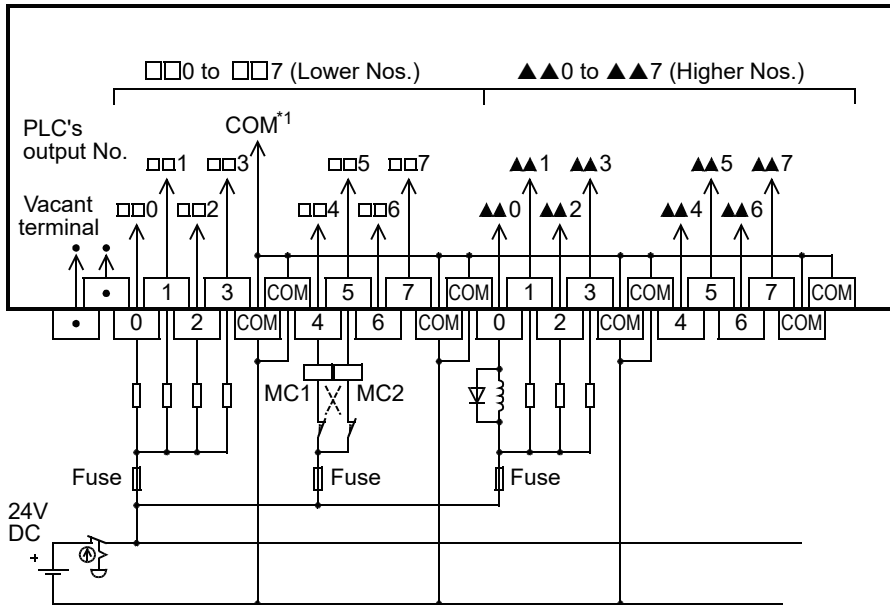 □□0 to □□7 (Lower Nos.) ▲▲0 to ▲▲7 (Higher Nos.)
PLC's
output No.
COM*1
□□1 □□3 □□5 □□7 ▲▲1 ▲▲3 ▲▲5 ▲▲7
Vacant
terminal
□□0 □□2 □□4 □□6 ▲▲0 ▲▲2 ▲▲4 ▲▲6
1 3 COM 5 7 COM 1 3 COM 5 7 COM
0 2 COM 4 6 COM 0 2 COM 4 6 COM
MC1 MC2
Fuse Fuse Fuse
24V
DC
+